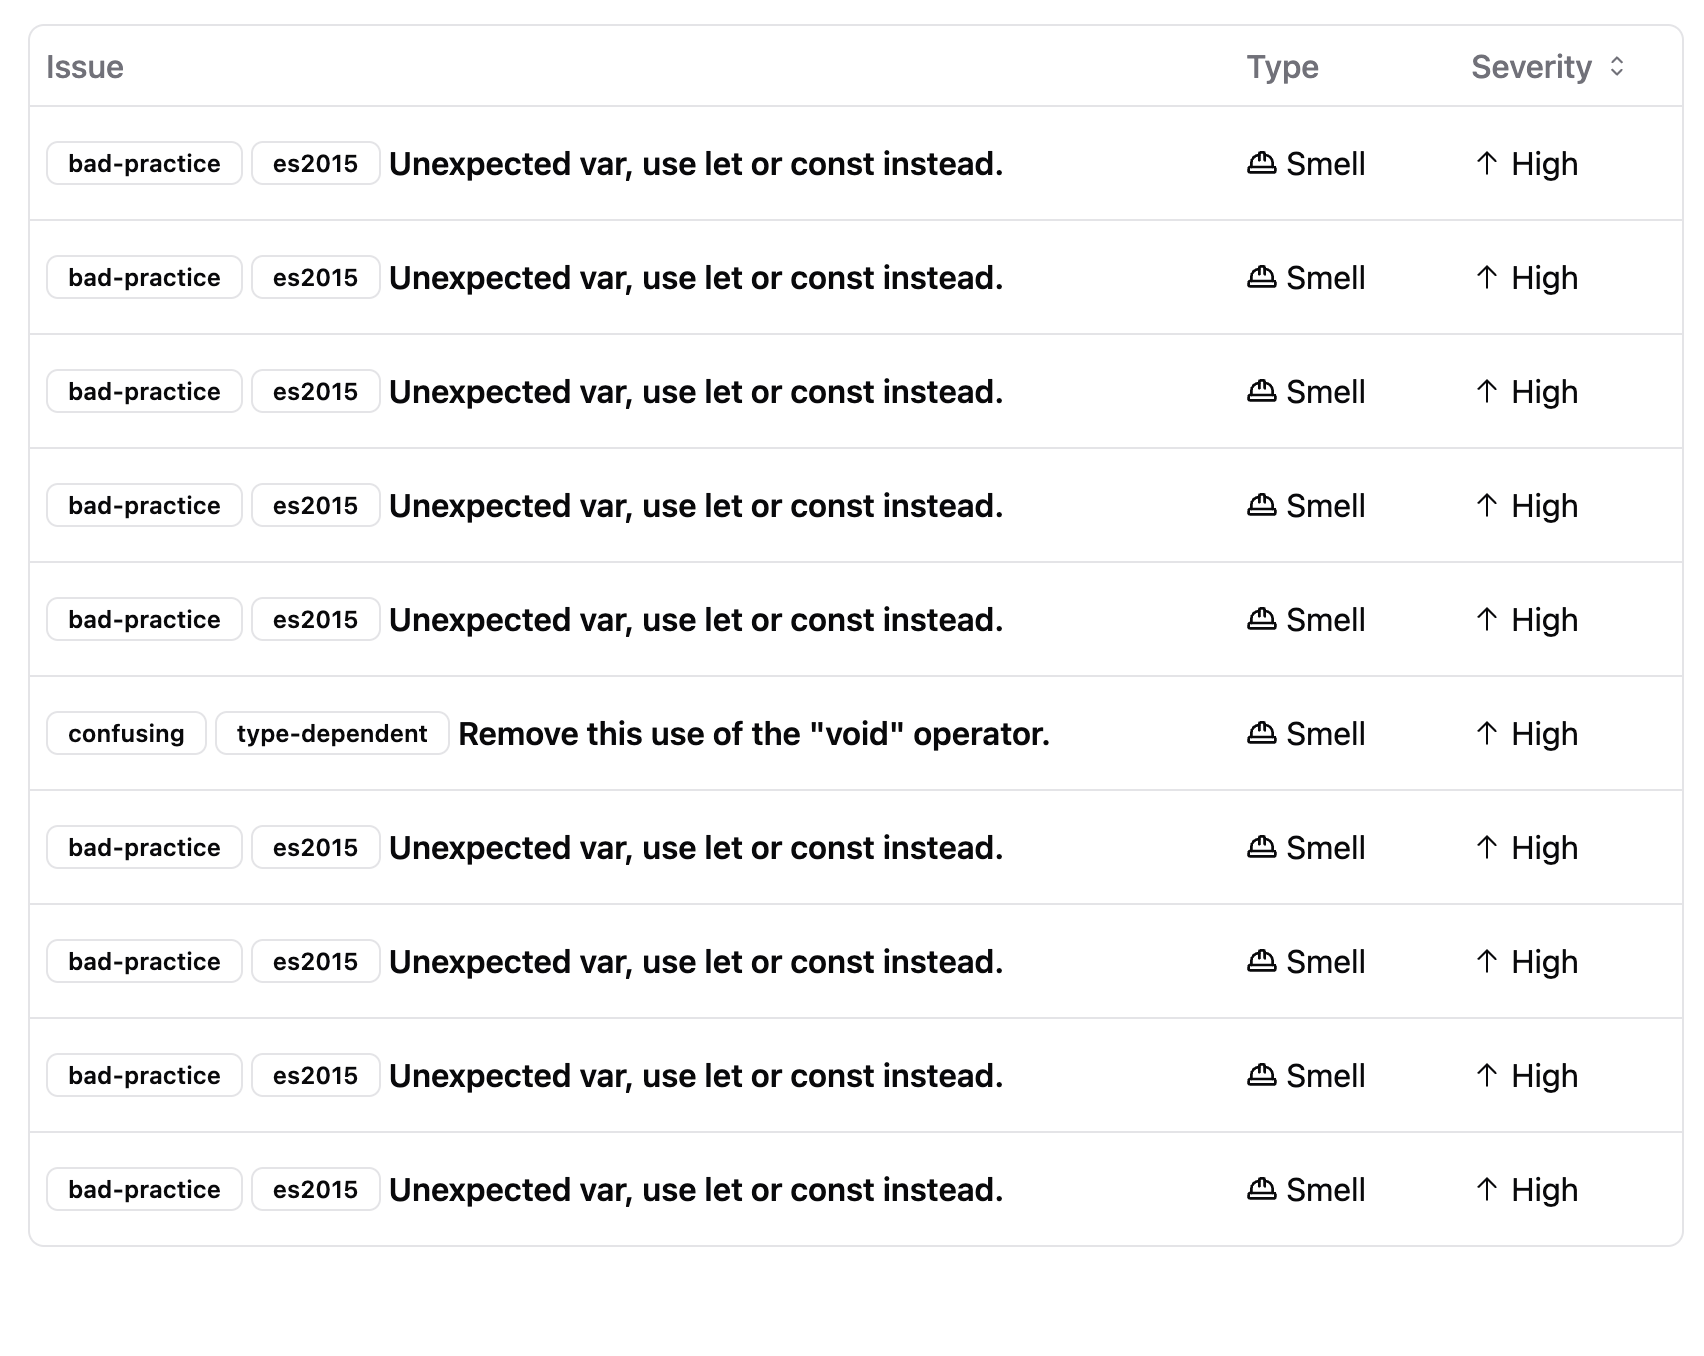 Issue Type Severity
bad-practice es2015 Unexpected var, use let or const instead. Smell High
bad-practice es2015 Unexpected var, use let or const instead. Smell High
bad-practice es2015 Unexpected var, use let or const instead. Smell High
bad-practice es2015 Unexpected var, use let or const instead. Smell High
bad-practice es2015 Unexpected var, use let or const instead. Smell High
confusing type-dependent Remove this use of the "void" operator. Smell High
bad-practice es2015 Unexpected var, use let or const instead. Smell High
bad-practice es2015 Unexpected var, use let or const instead. Smell High
bad-practice es2015 Unexpected var, use let or const instead. Smell High
bad-practice es2015 Unexpected var, use let or const instead. Smell High